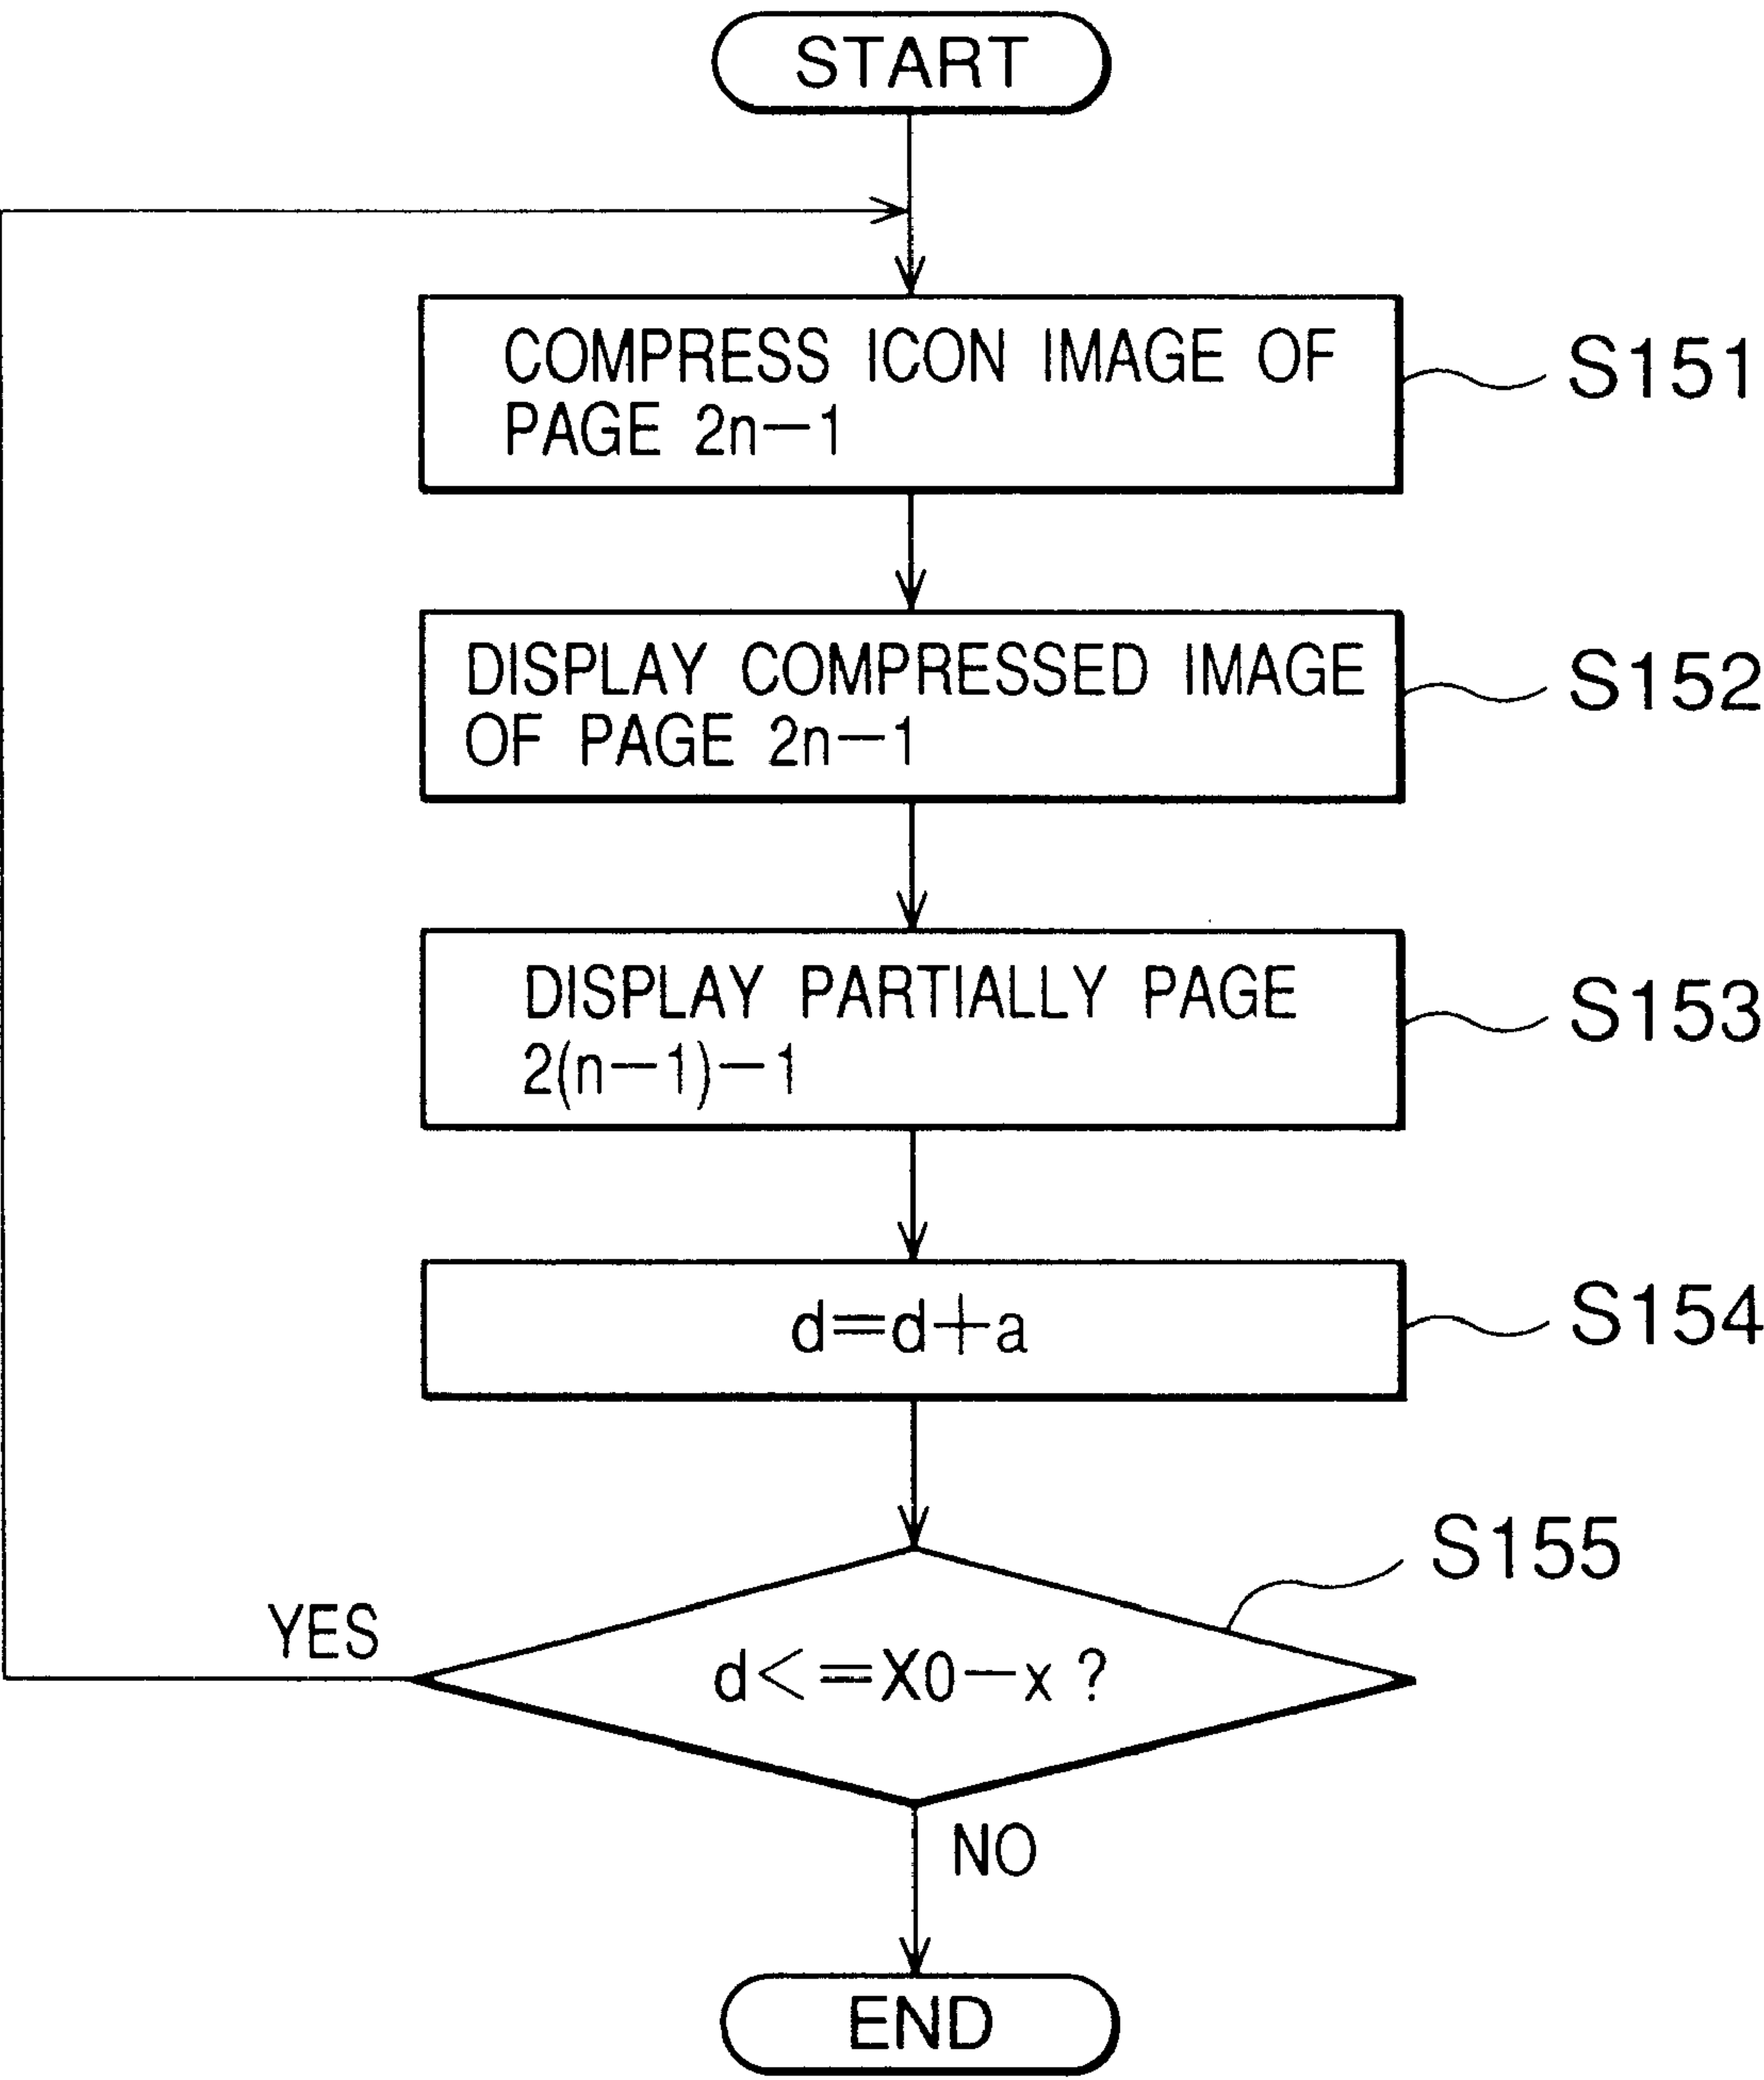 START
COMPRESS ICON IMAGE OF
PAGE 2n-1
S151
DISPLAY COMPRESSED IMAGE
OF PAGE 2n-1
S152
DISPLAY PARTIALLY PAGE
2(n-1)-1
S153
d=d+a
S154
S155
YES
d<=X0-x ?
NO
END